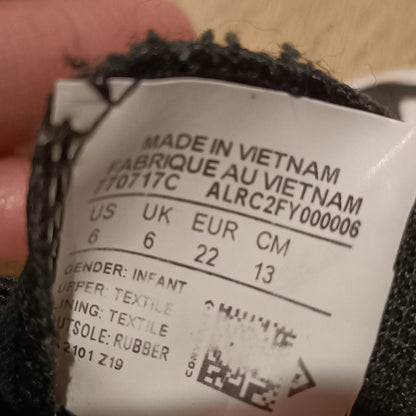 MADE IN VIETNAM
FABRIQUE AU VIETNAM
770717C ALRC2FY000006
US UK EUR CM
6 6 22 13
GENDER: INFANT
UPPER: TEXTILE
LINING: TEXTILE
OUTSOLE: RUBBER
2101 Z19